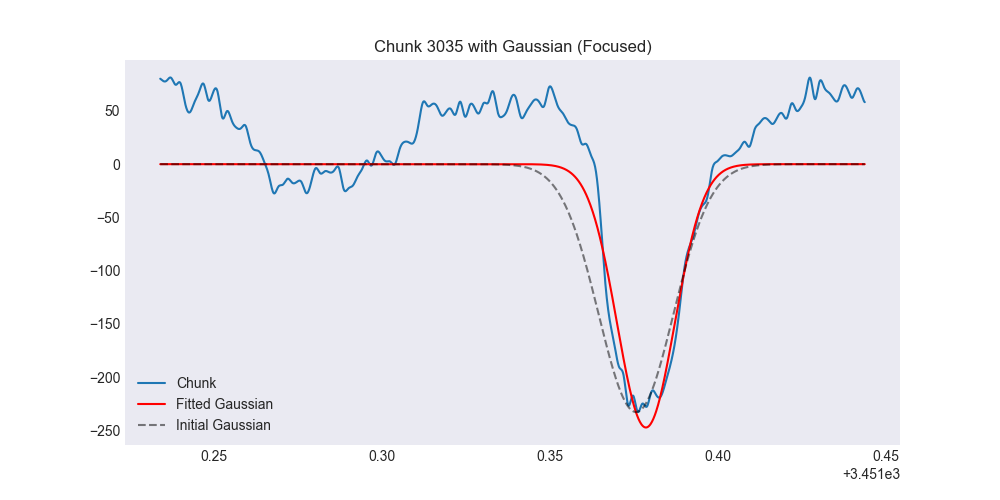 Chunk 3035 with Gaussian (Focused)
50
0
−50
−100
−150
−200
−250
Chunk
Fitted Gaussian
Initial Gaussian
0.25 0.30 0.35 0.40 0.45
+3.451e3